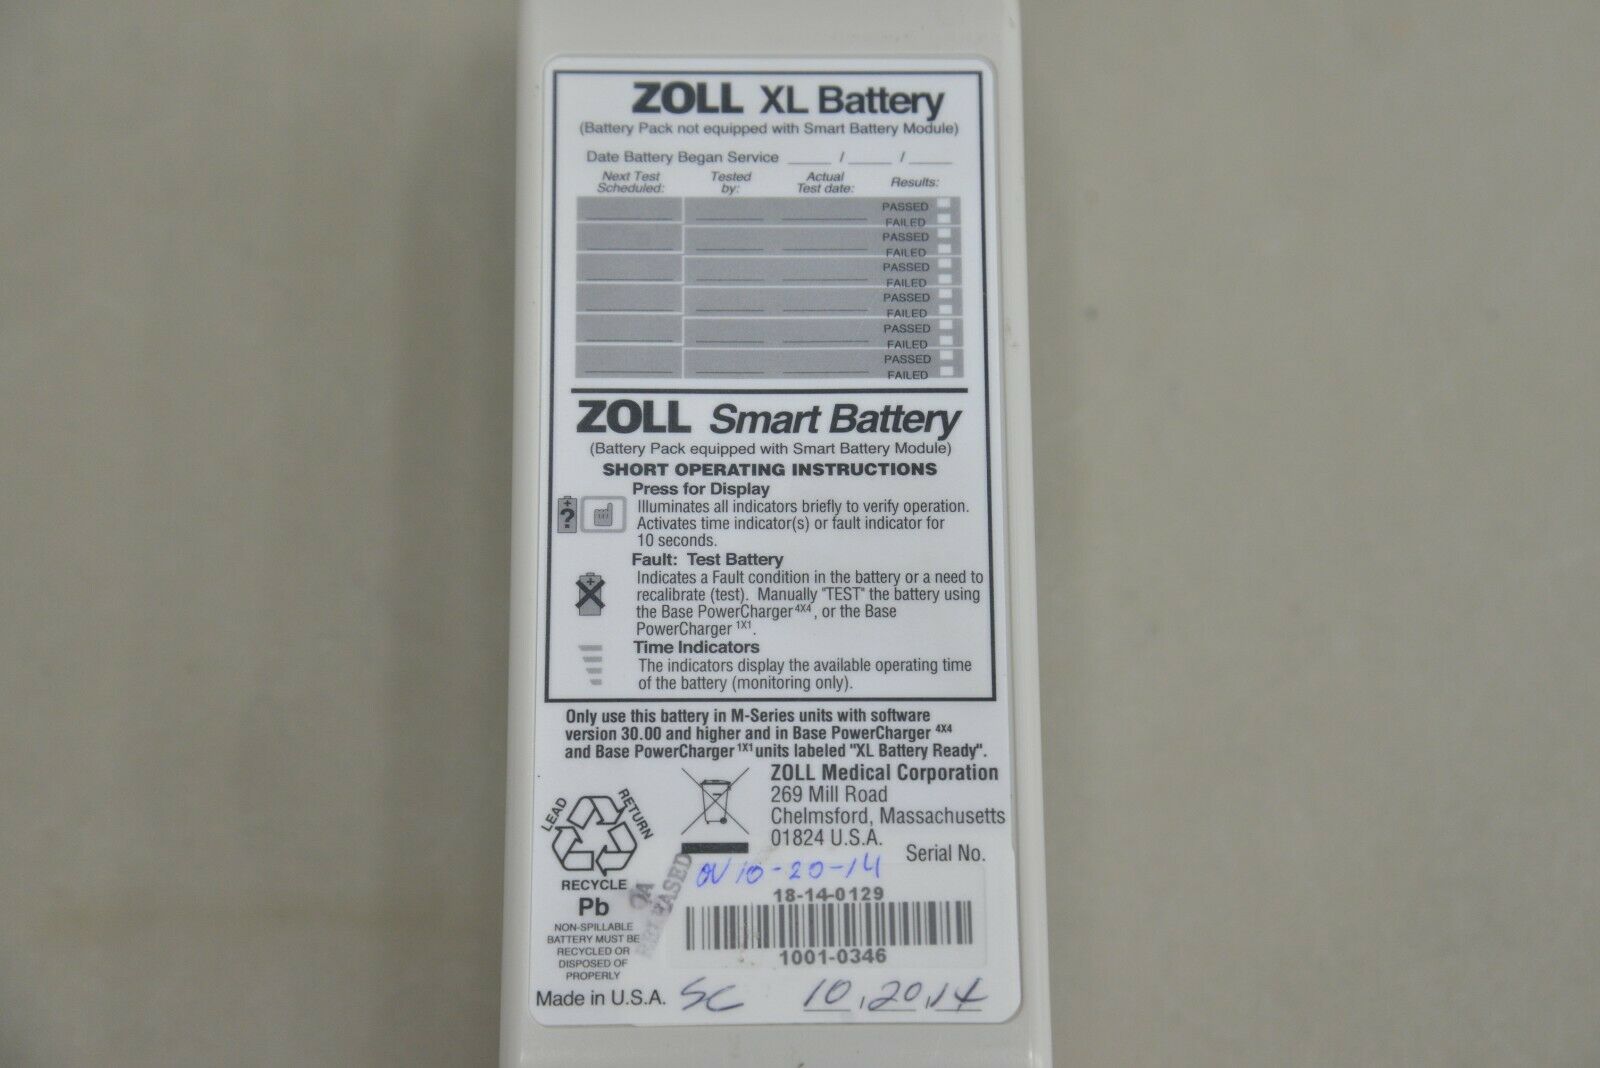 ZOLL XL Battery
(Battery Pack not equipped with Smart Battery Module)
Date Battery Began Service ____ / ____ / ____
Next Test Scheduled: Tested by: Actual Test date: Results:
PASSED
FAILED
PASSED
FAILED
PASSED
FAILED
PASSED
FAILED
PASSED
FAILED
PASSED
FAILED
ZOLL Smart Battery
(Battery Pack equipped with Smart Battery Module)
SHORT OPERATING INSTRUCTIONS
Press for Display
?
Illuminates all indicators briefly to verify operation.
Activates time indicator(s) or fault indicator for
10 seconds.
Fault: Test Battery
Indicates a Fault condition in the battery or a need to
recalibrate (test). Manually "TEST" the battery using
the Base PowerCharger 4X4, or the Base
PowerCharger 1X1.
Time Indicators
The indicators display the available operating time
of the battery (monitoring only).
Only use this battery in M-Series units with software
version 30.00 and higher and in Base PowerCharger 4X4
and Base PowerCharger 1X1 units labeled "XL Battery Ready".
ZOLL Medical Corporation
269 Mill Road
Chelmsford, Massachusetts
01824 U.S.A.
Serial No.
LEAD
RETURN
RECYCLE
Pb
NON-SPILLABLE
BATTERY MUST BE
RECYCLED OR
DISPOSED OF
PROPERLY
QA
RELEASED
10-20-14
18-14-0129
1001-0346
Made in U.S.A. SC 10,20,14